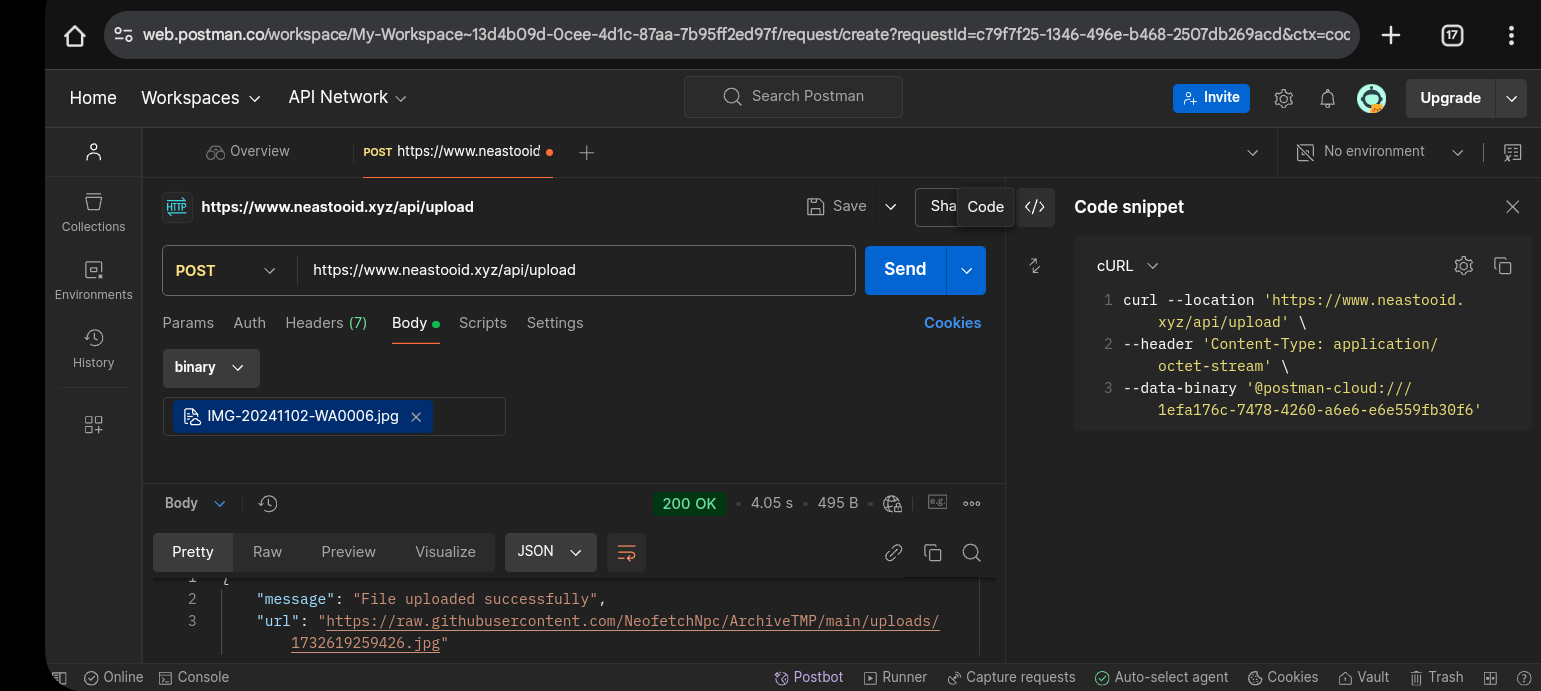 web.postman.co/workspace/My-Workspace~13d4b09d-0cee-4d1c-87aa-7b95ff2ed97f/request/create?requestId=c79f7f25-1346-496e-b468-2507db269acd&ctx=coc
17
Home Workspaces API Network Search Postman Invite Upgrade
Overview POST https://www.neastooid No environment
Collections
Environments
History
HTTP https://www.neastooid.xyz/api/upload Save Sha Code </> Code snippet
POST https://www.neastooid.xyz/api/upload Send
cURL
Params Auth Headers (7) Body Scripts Settings Cookies
binary
IMG-20241102-WA0006.jpg
1 curl --location 'https://www.neastooid.
xyz/api/upload' \
2 --header 'Content-Type: application/
octet-stream' \
3 --data-binary '@postman-cloud:///
1efa176c-7478-4260-a6e6-e6e559fb30f6'
Body 200 OK 4.05 s 495 B e.g.
Pretty Raw Preview Visualize JSON
1 {
2 "message": "File uploaded successfully",
3 "url": "https://raw.githubusercontent.com/NeofetchNpc/ArchiveTMP/main/uploads/
1732619259426.jpg"
Online Console Postbot Runner Capture requests Auto-select agent Cookies Vault Trash